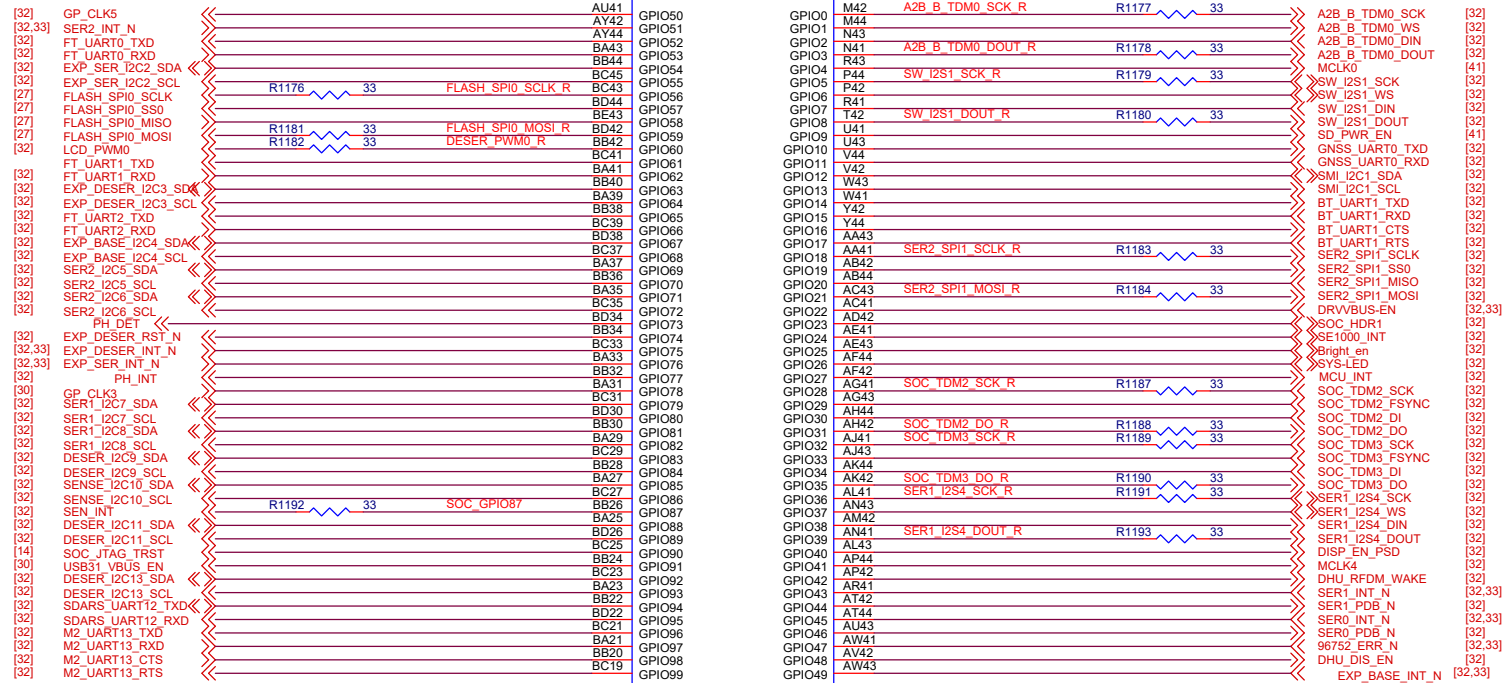 [32] GP_CLK5 AU41 GPIO50
[32,33] SER2_INT_N AY42 GPIO51
[32] FT_UART0_TXD AY44 GPIO52
[32] FT_UART0_RXD BA43 GPIO53
[32] EXP_SER_I2C2_SDA BB44 GPIO54
[32] EXP_SER_I2C2_SCL BC45 GPIO55
[27] FLASH_SPI0_SCLK R1176 33 FLASH_SPI0_SCLK_R BC43 GPIO56
[27] FLASH_SPI0_SS0 BD44 GPIO57
[27] FLASH_SPI0_MISO BE43 GPIO58
[27] FLASH_SPI0_MOSI R1181 33 FLASH_SPI0_MOSI_R BD42 GPIO59
[32] LCD_PWM0 R1182 33 DESER_PWM0_R BB42 GPIO60
FT_UART1_TXD BC41 GPIO61
[32] FT_UART1_RXD BA41 GPIO62
[32] EXP_DESER_I2C3_SDA BB40 GPIO63
[32] EXP_DESER_I2C3_SCL BA39 GPIO64
[32] FT_UART2_TXD BB38 GPIO65
[32] FT_UART2_RXD BC39 GPIO66
[32] EXP_BASE_I2C4_SDA BD38 GPIO67
[32] EXP_BASE_I2C4_SCL BC37 GPIO68
[32] SER2_I2C5_SDA BA37 GPIO69
[32] SER2_I2C5_SCL BB36 GPIO70
[32] SER2_I2C6_SDA BA35 GPIO71
[32] SER2_I2C6_SCL BC35 GPIO72
PH_DET BD34 GPIO73
[32] EXP_DESER_RST_N BB34 GPIO74
[32,33] EXP_DESER_INT_N BC33 GPIO75
[32,33] EXP_SER_INT_N BA33 GPIO76
[32] PH_INT BB32 GPIO77
[30] GP_CLK3 BA31 GPIO78
[32] SER1_I2C7_SDA BC31 GPIO79
[32] SER1_I2C7_SCL BD30 GPIO80
[32] SER1_I2C8_SDA BB30 GPIO81
[32] SER1_I2C8_SCL BA29 GPIO82
[32] DESER_I2C9_SDA BC29 GPIO83
[32] DESER_I2C9_SCL BB28 GPIO84
[32] SENSE_I2C10_SDA BA27 GPIO85
[32] SENSE_I2C10_SCL BC27 GPIO86
[32] SEN_INT R1192 33 SOC_GPIO87 BB26 GPIO87
[32] DESER_I2C11_SDA BA25 GPIO88
[32] DESER_I2C11_SCL BD26 GPIO89
[14] SOC_JTAG_TRST BC25 GPIO90
[30] USB31_VBUS_EN BB24 GPIO91
[32] DESER_I2C13_SDA BC23 GPIO92
[32] DESER_I2C13_SCL BA23 GPIO93
[32] SDARS_UART12_TXD BB22 GPIO94
[32] SDARS_UART12_RXD BD22 GPIO95
[32] M2_UART13_TXD BC21 GPIO96
[32] M2_UART13_RXD BA21 GPIO97
[32] M2_UART13_CTS BB20 GPIO98
[32] M2_UART13_RTS BC19 GPIO99
GPIO0 M42 A2B_B_TDM0_SCK_R R1177 33 A2B_B_TDM0_SCK [32]
GPIO1 M44 A2B_B_TDM0_WS [32]
GPIO2 N43 A2B_B_TDM0_DIN [32]
GPIO3 N41 A2B_B_TDM0_DOUT_R R1178 33 A2B_B_TDM0_DOUT [32]
GPIO4 R43 MCLK0 [41]
GPIO5 P44 SW_I2S1_SCK_R R1179 33 SW_I2S1_SCK [32]
GPIO6 P42 SW_I2S1_WS [32]
GPIO7 R41 SW_I2S1_DIN [32]
GPIO8 T42 SW_I2S1_DOUT_R R1180 33 SW_I2S1_DOUT [32]
GPIO9 U41 SD_PWR_EN [41]
GPIO10 U43 GNSS_UART0_TXD [32]
GPIO11 V44 GNSS_UART0_RXD [32]
GPIO12 V42 SMI_I2C1_SDA [32]
GPIO13 W43 SMI_I2C1_SCL [32]
GPIO14 W41 BT_UART1_TXD [32]
GPIO15 Y42 BT_UART1_RXD [32]
GPIO16 Y44 BT_UART1_CTS [32]
GPIO17 AA43 BT_UART1_RTS [32]
GPIO18 AA41 SER2_SPI1_SCLK_R R1183 33 SER2_SPI1_SCLK [32]
GPIO19 AB42 SER2_SPI1_SS0 [32]
GPIO20 AB44 SER2_SPI1_MISO [32]
GPIO21 AC43 SER2_SPI1_MOSI_R R1184 33 SER2_SPI1_MOSI [32]
GPIO22 AC41 DRVVBUS-EN [32,33]
GPIO23 AD42 SOC_HDR1 [32]
GPIO24 AE41 SE1000_INT [32]
GPIO25 AE43 Bright_en [32]
GPIO26 AF44 SYS-LED [32]
GPIO27 AF42 MCU_INT [32]
GPIO28 AG41 SOC_TDM2_SCK_R R1187 33 SOC_TDM2_SCK [32]
GPIO29 AG43 SOC_TDM2_FSYNC [32]
GPIO30 AH44 SOC_TDM2_DI [32]
GPIO31 AH42 SOC_TDM2_DO_R R1188 33 SOC_TDM2_DO [32]
GPIO32 AJ41 SOC_TDM3_SCK_R R1189 33 SOC_TDM3_SCK [32]
GPIO33 AJ43 SOC_TDM3_FSYNC [32]
GPIO34 AK44 SOC_TDM3_DI [32]
GPIO35 AK42 SOC_TDM3_DO_R R1190 33 SOC_TDM3_DO [32]
GPIO36 AL41 SER1_I2S4_SCK_R R1191 33 SER1_I2S4_SCK [32]
GPIO37 AN43 SER1_I2S4_WS [32]
GPIO38 AM42 SER1_I2S4_DIN [32]
GPIO39 AN41 SER1_I2S4_DOUT_R R1193 33 SER1_I2S4_DOUT [32]
GPIO40 AL43 DISP_EN_PSD [32]
GPIO41 AP44 MCLK4 [32]
GPIO42 AP42 DHU_RFDM_WAKE [32]
GPIO43 AR41 SER1_INT_N [32,33]
GPIO44 AT42 SER1_PDB_N [32]
GPIO45 AT44 SER0_INT_N [32,33]
GPIO46 AU43 SER0_PDB_N [32]
GPIO47 AW41 96752_ERR_N [32,33]
GPIO48 AV42 DHU_DIS_EN [32]
GPIO49 AW43 EXP_BASE_INT_N [32,33]